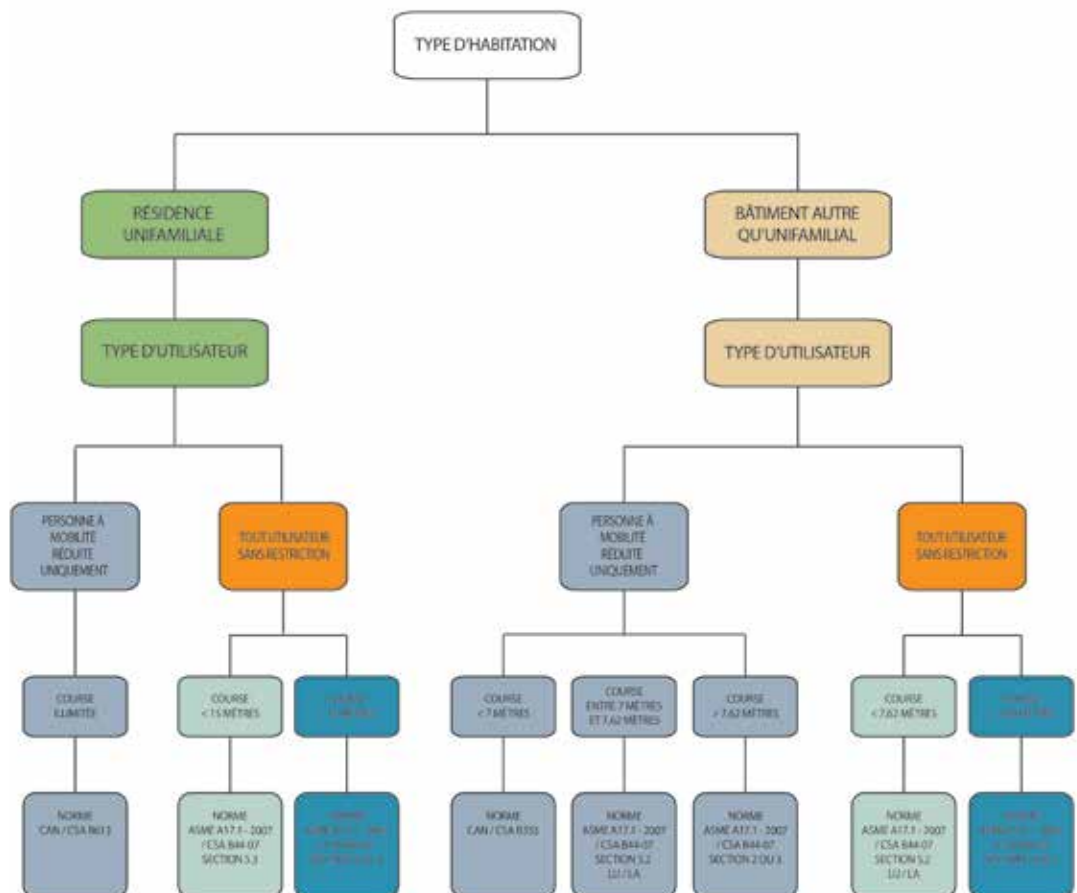 TYPE D'HABITATION
RÉSIDENCE
UNIFAMILIALE
BÂTIMENT AUTRE
QU'UNIFAMILIAL
TYPE D'UTILISATEUR
TYPE D'UTILISATEUR
PERSONNE À
MOBILITÉ
RÉDUITE
UNIQUEMENT
TOUT UTILISATEUR
SANS RESTRICTION
PERSONNE À
MOBILITÉ
RÉDUITE
UNIQUEMENT
TOUT UTILISATEUR
SANS RESTRICTION
COURSE
ILLIMITÉE
COURSE
< 15 MÈTRES
COURSE
< 7 MÈTRES
COURSE
ENTRE 7 MÈTRES
ET 7,62 MÈTRES
COURSE
> 7,62 MÈTRES
COURSE
< 7,62 MÈTRES
NORME
CAN / CSA B613
NORME
ASME A17.1 - 2007
/ CSA B44-07
SECTION 5.3
NORME
CAN / CSA B355
NORME
ASME A17.1 - 2007
/ CSA B44-07
SECTION 5.2
LU / LA
NORME
ASME A17.1 - 2007
/ CSA B44-07
SECTION 2 OU 3
NORME
ASME A17.1 - 2007
/ CSA B44-07
SECTION 5.2
LU / LA